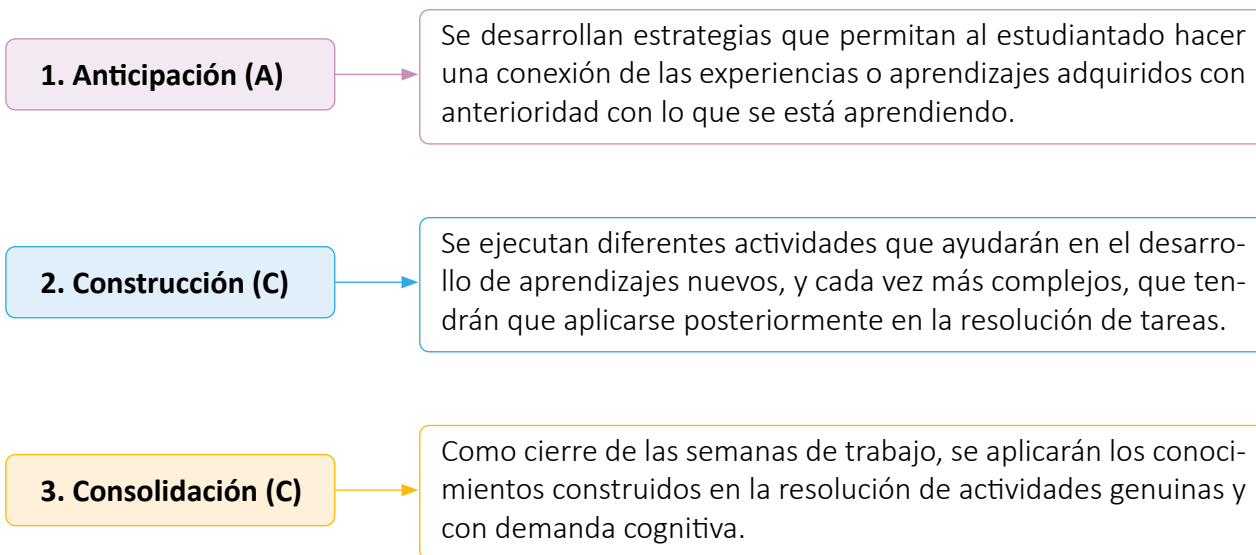 1. Anticipación (A)
Se desarrollan estrategias que permitan al estudiantado hacer
una conexión de las experiencias o aprendizajes adquiridos con
anterioridad con lo que se está aprendiendo.
2. Construcción (C)
Se ejecutan diferentes actividades que ayudarán en el desarro-
llo de aprendizajes nuevos, y cada vez más complejos, que ten-
drán que aplicarse posteriormente en la resolución de tareas.
3. Consolidación (C)
Como cierre de las semanas de trabajo, se aplicarán los conoci-
mientos construidos en la resolución de actividades genuinas y
con demanda cognitiva.